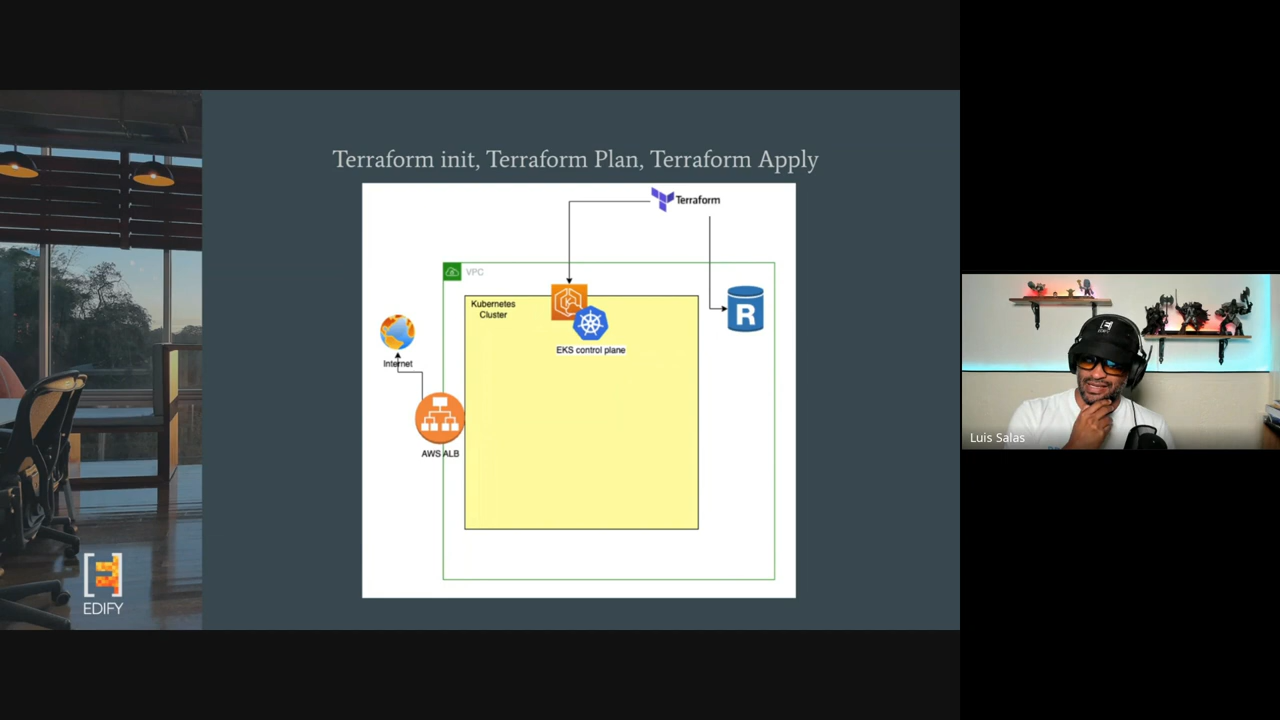 Terraform init, Terraform Plan, Terraform Apply
Terraform
VPC
Kubernetes
Cluster
R
EKS control plane
Internet
AWS ALB
EDIFY
EDIFY
Luis Salas